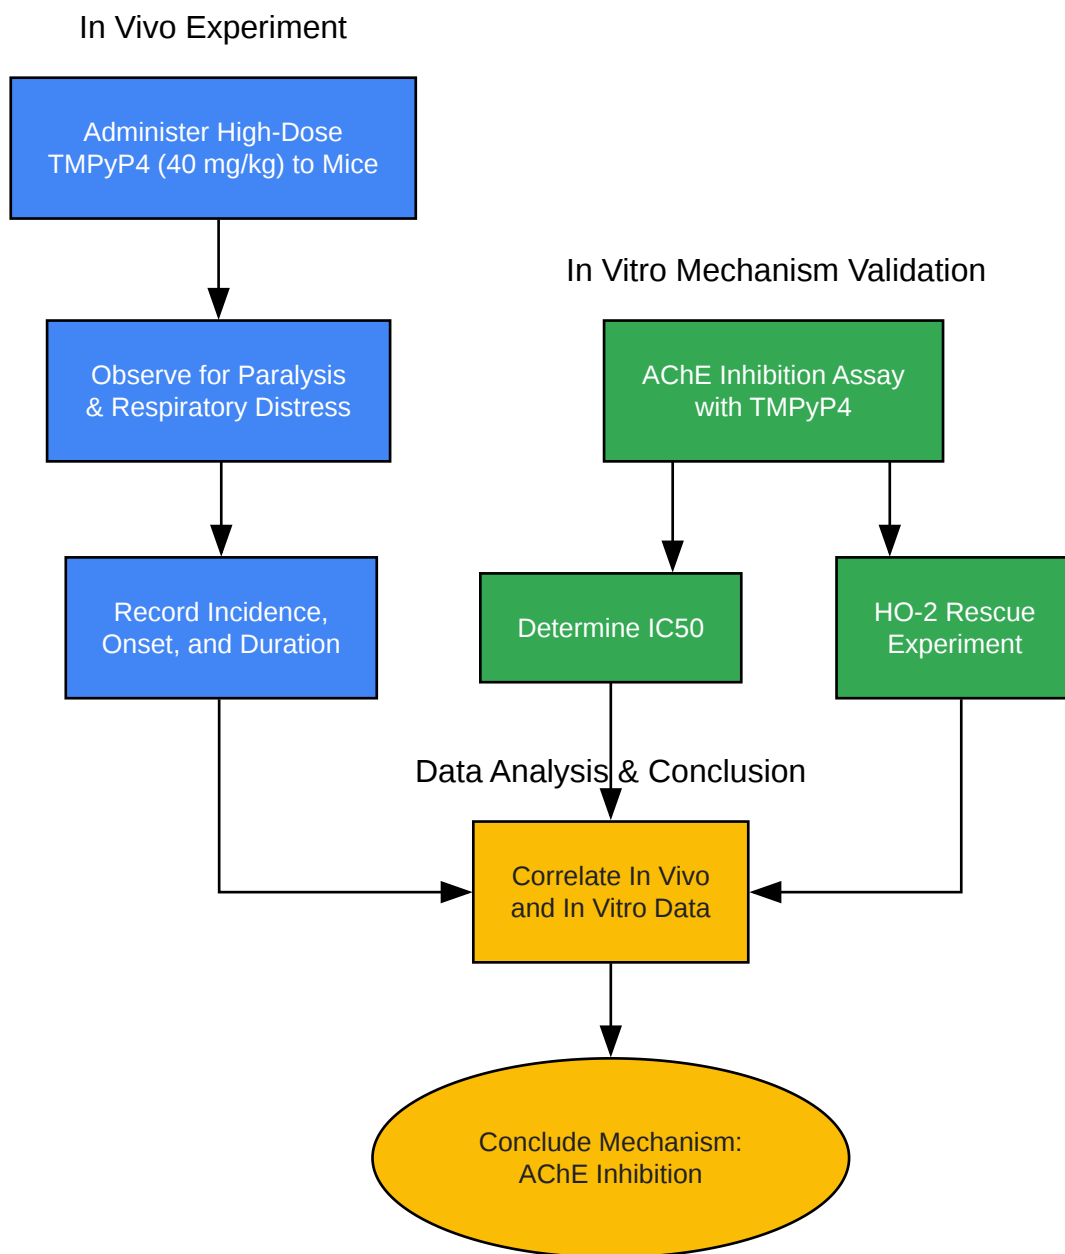 In Vivo Experiment
Administer High-Dose
TMPyP4 (40 mg/kg) to Mice
Observe for Paralysis
& Respiratory Distress
Record Incidence,
Onset, and Duration
In Vitro Mechanism Validation
AChE Inhibition Assay
with TMPyP4
Determine IC50
HO-2 Rescue
Experiment
Data Analysis & Conclusion
Correlate In Vivo
and In Vitro Data
Conclude Mechanism:
AChE Inhibition